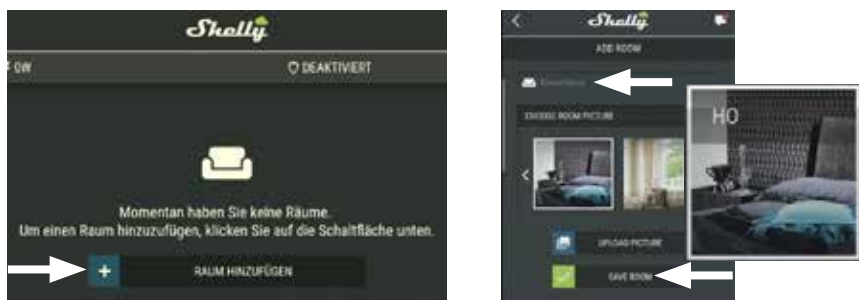 Shelly
0W
DEAKTIVIERT
Momentan haben Sie keine Räume.
Um einen Raum hinzuzufügen, klicken Sie auf die Schaltfläche unten.
+ RAUM HINZUFÜGEN
Shelly
ADD ROOM
CHOOSE ROOM PICTURE
HO
UPLOAD PICTURE
SAVE ROOM